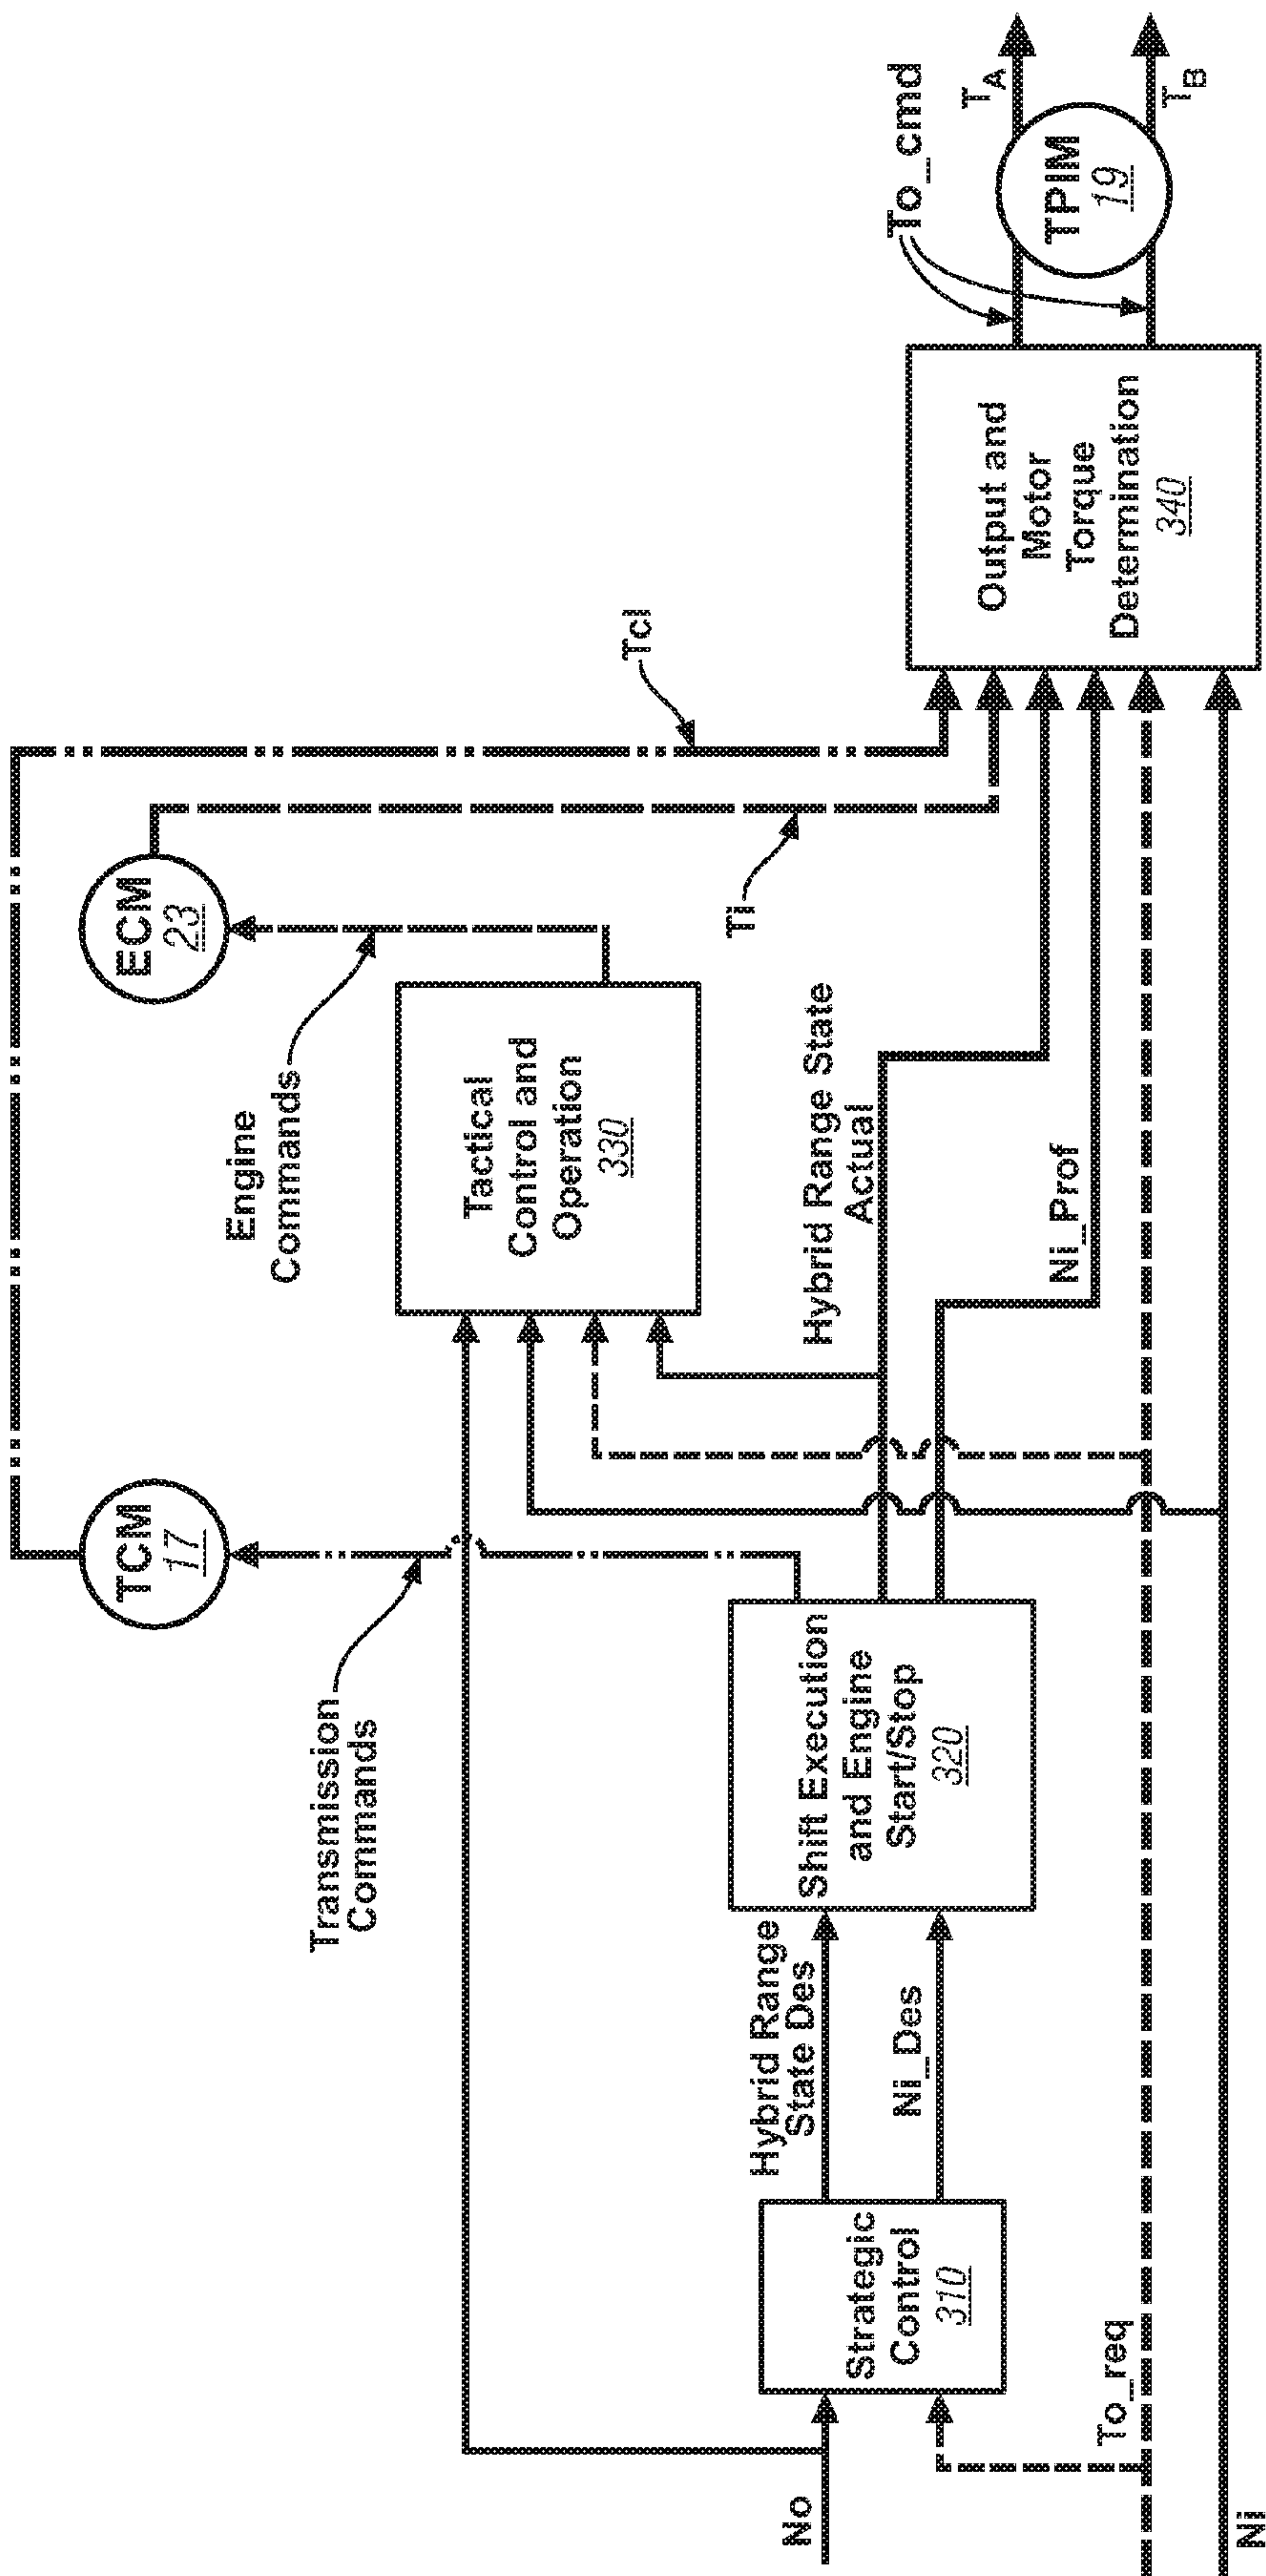 No
To_req
Ni
Strategic
Control
310
Hybrid Range
State Des
Ni_Des
Shift Execution
and Engine
Start/Stop
320
Transmission
Commands
TCM
17
Hybrid Range State
Actual
Ni_Prof
Tactical
Control and
Operation
330
Engine
Commands
ECM
23
Tcl
Ti
Output and
Motor
Torque
Determination
340
To_cmd
TPIM
19
TA
TB